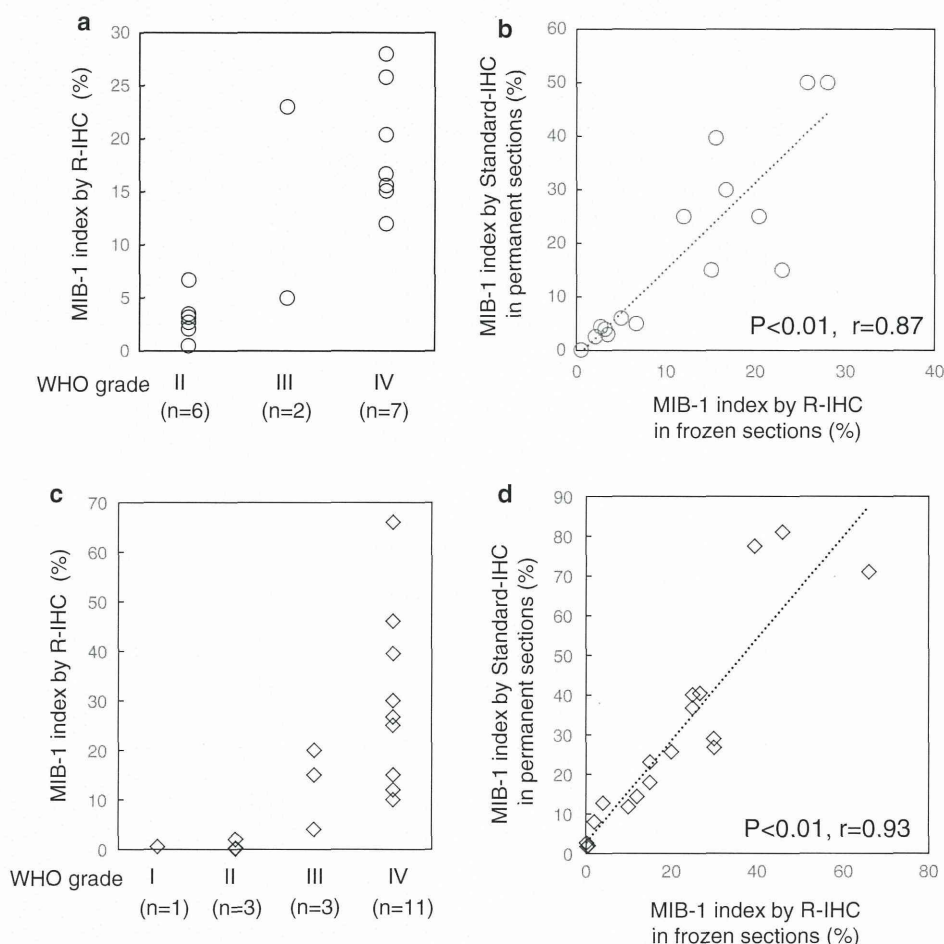 a
MIB-1 index by R-IHC (%)
30
25
20
15
10
5
0
WHO grade II III IV
(n=6) (n=2) (n=7)
b
MIB-1 index by Standard-IHC
in permanent sections (%)
60
50
40
30
20
10
0
P<0.01, r=0.87
0 10 20 30 40
MIB-1 index by R-IHC
in frozen sections (%)
c
MIB-1 index by R-IHC (%)
70
60
50
40
30
20
10
0
WHO grade I II III IV
(n=1) (n=3) (n=3) (n=11)
d
MIB-1 index by Standard-IHC
in permanent sections (%)
90
80
70
60
50
40
30
20
10
0
P<0.01, r=0.93
0 20 40 60 80
MIB-1 index by R-IHC
in frozen sections (%)